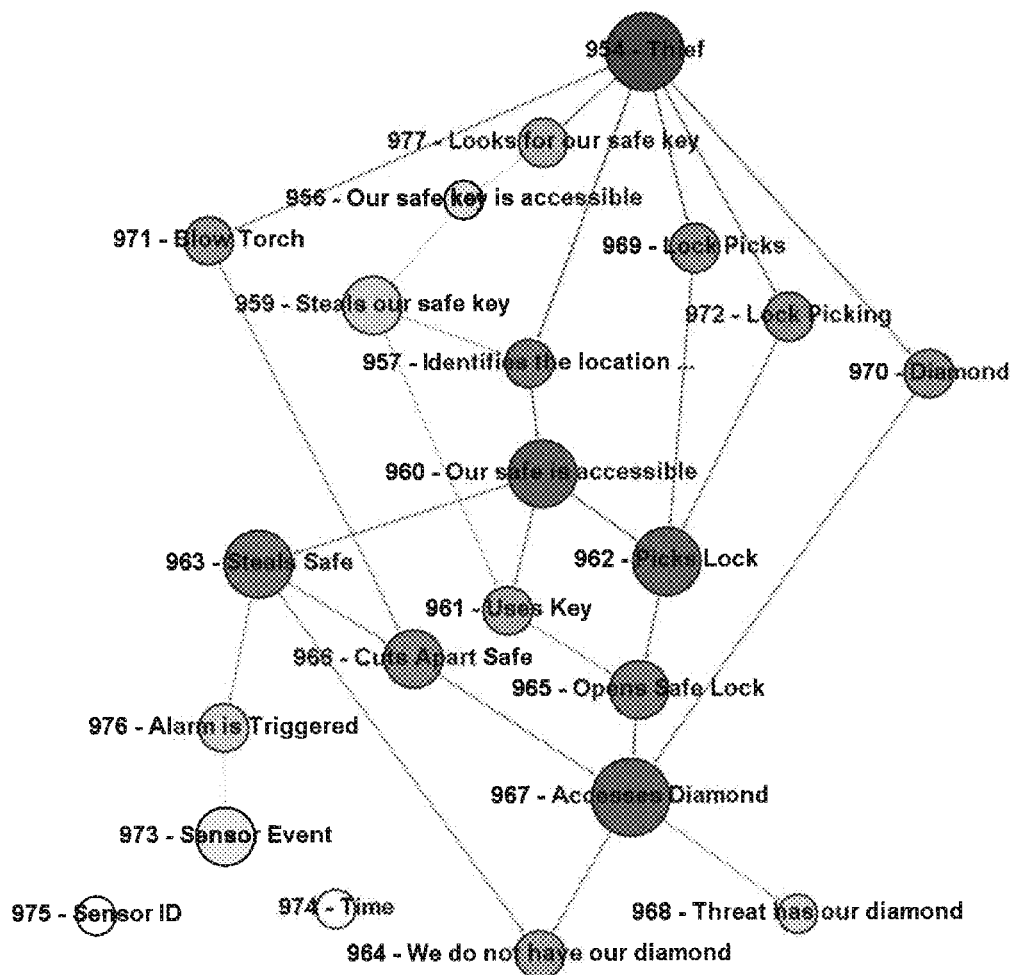 954 - Thief
977 - Looks for our safe key
956 - Our safe key is accessible
971 - Blow Torch
969 - Lock Picks
959 - Steals our safe key
972 - Lock Picking
957 - Identifies the location ...
970 - Diamond
960 - Our safe is accessible
963 - Steals Safe
962 - Picks Lock
961 - Uses Key
966 - Cuts Apart Safe
965 - Opens Safe Lock
976 - Alarm is Triggered
967 - Accesses Diamond
973 - Sensor Event
975 - Sensor ID
974 - Time
968 - Threat has our diamond
964 - We do not have our diamond